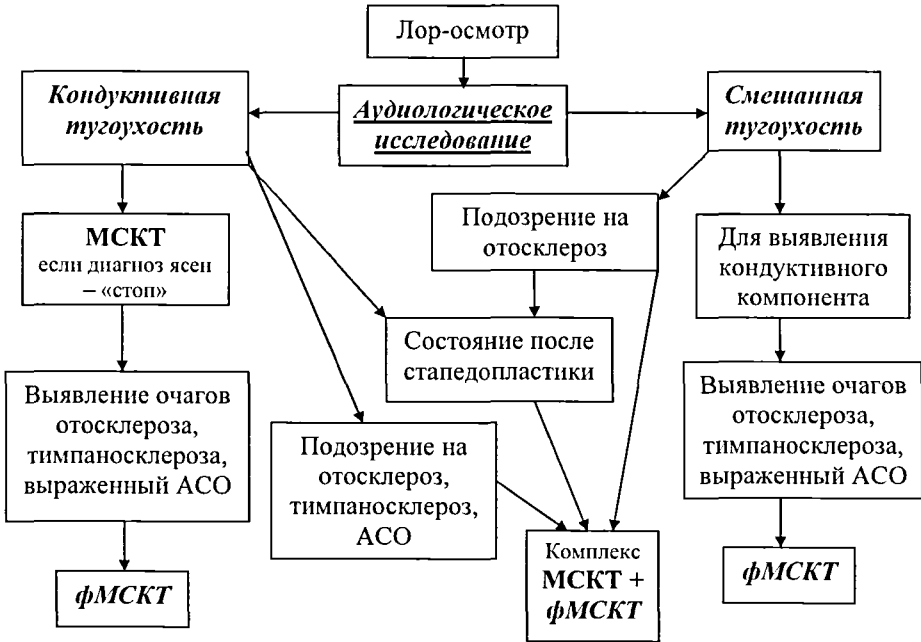 Лор-осмотр
Кондуктивная
тугоухость
Аудиологическое
исследование
Смешанная
тугоухость
МСКТ
если диагноз ясен
– «стоп»
Подозрение на
отосклероз
Для выявления
кондуктивного
компонента
Состояние после
стапедопластики
Выявление очагов
отосклероза,
тимпаносклероза,
выраженный АСО
Подозрение на
отосклероз,
тимпаносклероз,
АСО
Выявление очагов
отосклероза,
тимпаносклероза,
выраженный АСО
фМСКТ
Комплекс
МСКТ +
фМСКТ
фМСКТ